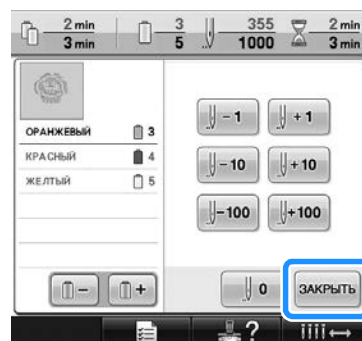 2 min 3 355 2 min
3 min 5 1000 3 min
-1 +1
ОРАНЖЕВЫЙ 3
КРАСНЫЙ 4
ЖЕЛТЫЙ 5
-10 +10
-100 +100
- +
0 ЗАКРЫТЬ
?